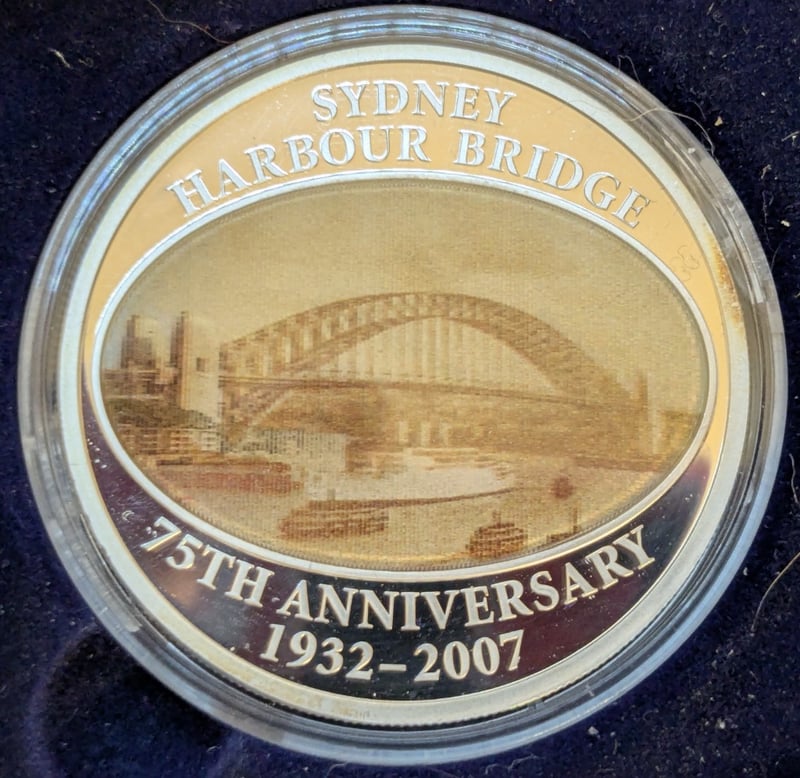 SYDNEY
HARBOUR BRIDGE
75TH ANNIVERSARY
1932–2007